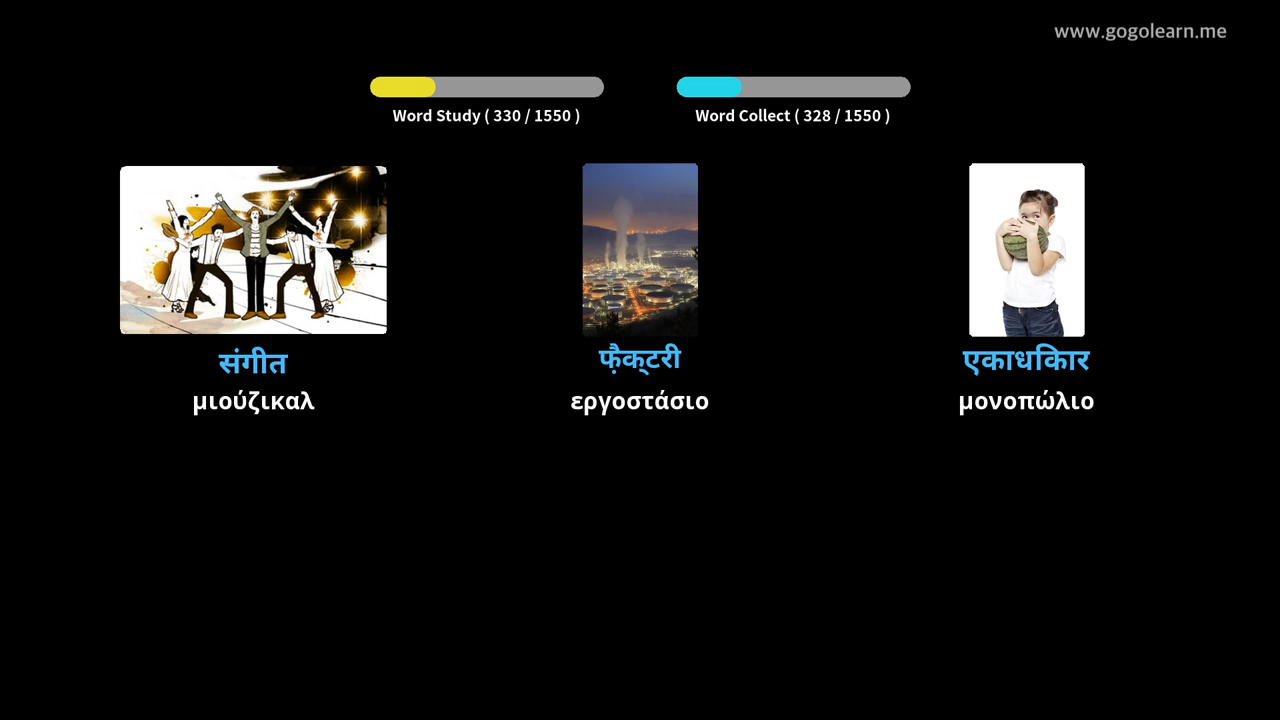 www.gogolearn.me
Word Study ( 330 / 1550 )
Word Collect ( 328 / 1550 )
संगीत
फ़ैक्टरी
एकाधिकार
μιούζικαλ
εργοστάσιο
μονοπώλιο